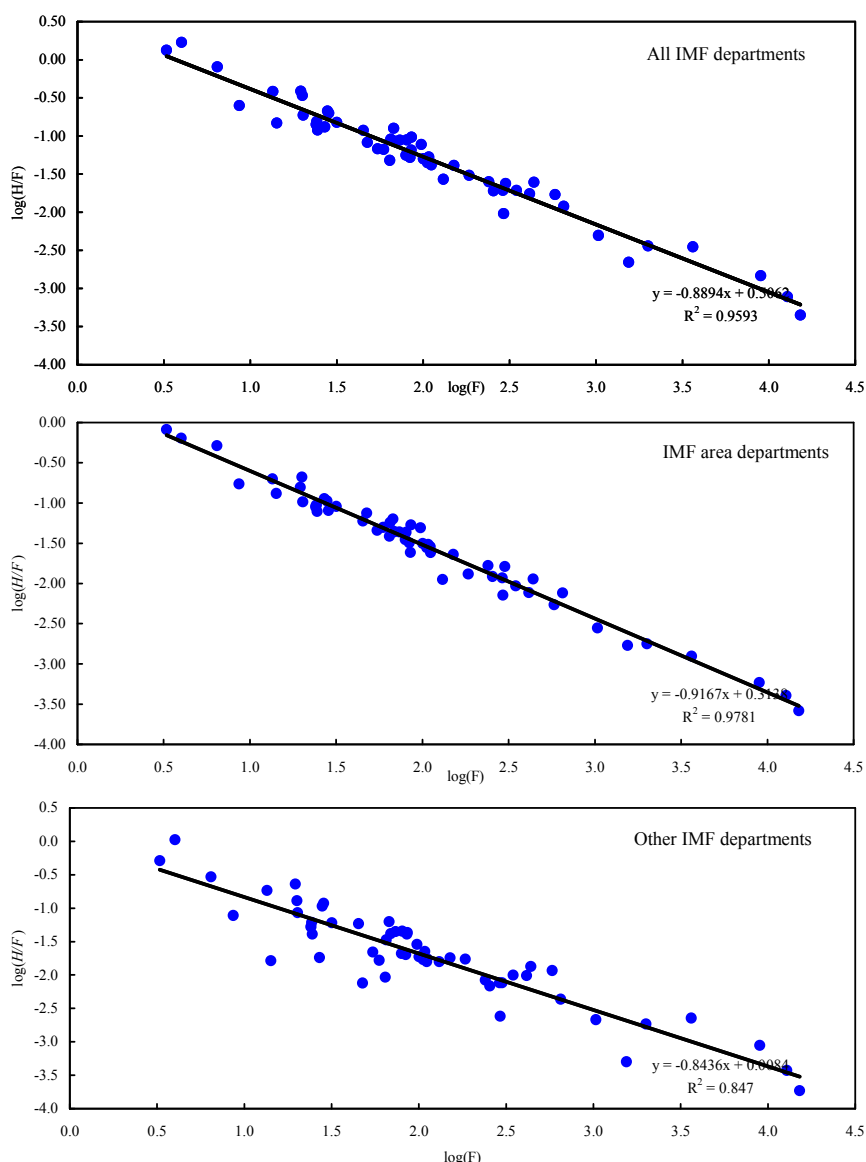 0.50
All IMF departments
0.00
-0.50
-1.00
-1.50
-2.00
-2.50
-3.00
-3.50
-4.00
log(H/F)
y = -0.8894x +
R² = 0.9593
0.0 0.5 1.0 1.5 2.0 2.5 3.0 3.5 4.0 4.5
log(F)
0.00
IMF area departments
-0.50
-1.00
-1.50
-2.00
-2.50
-3.00
-3.50
-4.00
log(H/F)
y = -0.9167x +
R² = 0.9781
0.0 0.5 1.0 1.5 2.0 2.5 3.0 3.5 4.0 4.5
log(F)
0.5
Other IMF departments
0.0
-0.5
-1.0
-1.5
-2.0
-2.5
-3.0
-3.5
-4.0
log(H/F)
y = -0.8436x + 0.0084
R² = 0.847
0.0 0.5 1.0 1.5 2.0 2.5 3.0 3.5 4.0 4.5
log(F)